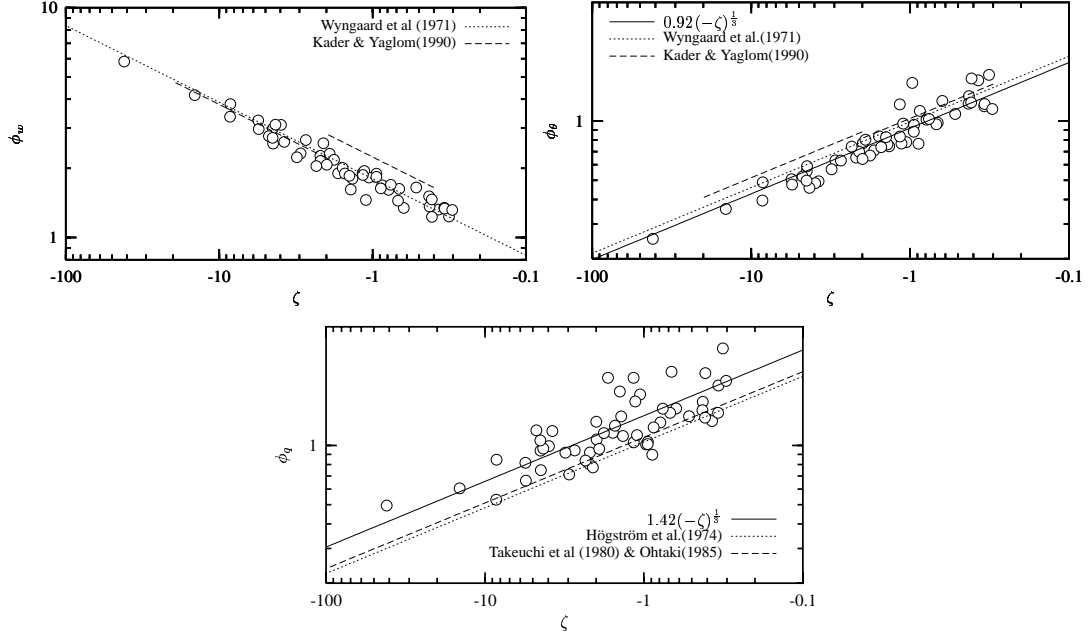 10
Wyngaard et al (1971)
Kader & Yaglom(1990)
ϕw
1
-100
-10
-1
-0.1
ζ
0.92(−ζ)^{1/3}
Wyngaard et al.(1971)
Kader & Yaglom(1990)
ϕθ
1
-100
-10
-1
-0.1
ζ
ϕq
1
1.42(−ζ)^{1/3}
Högström et al.(1974)
Takeuchi et al (1980) & Ohtaki(1985)
-100
-10
-1
-0.1
ζ